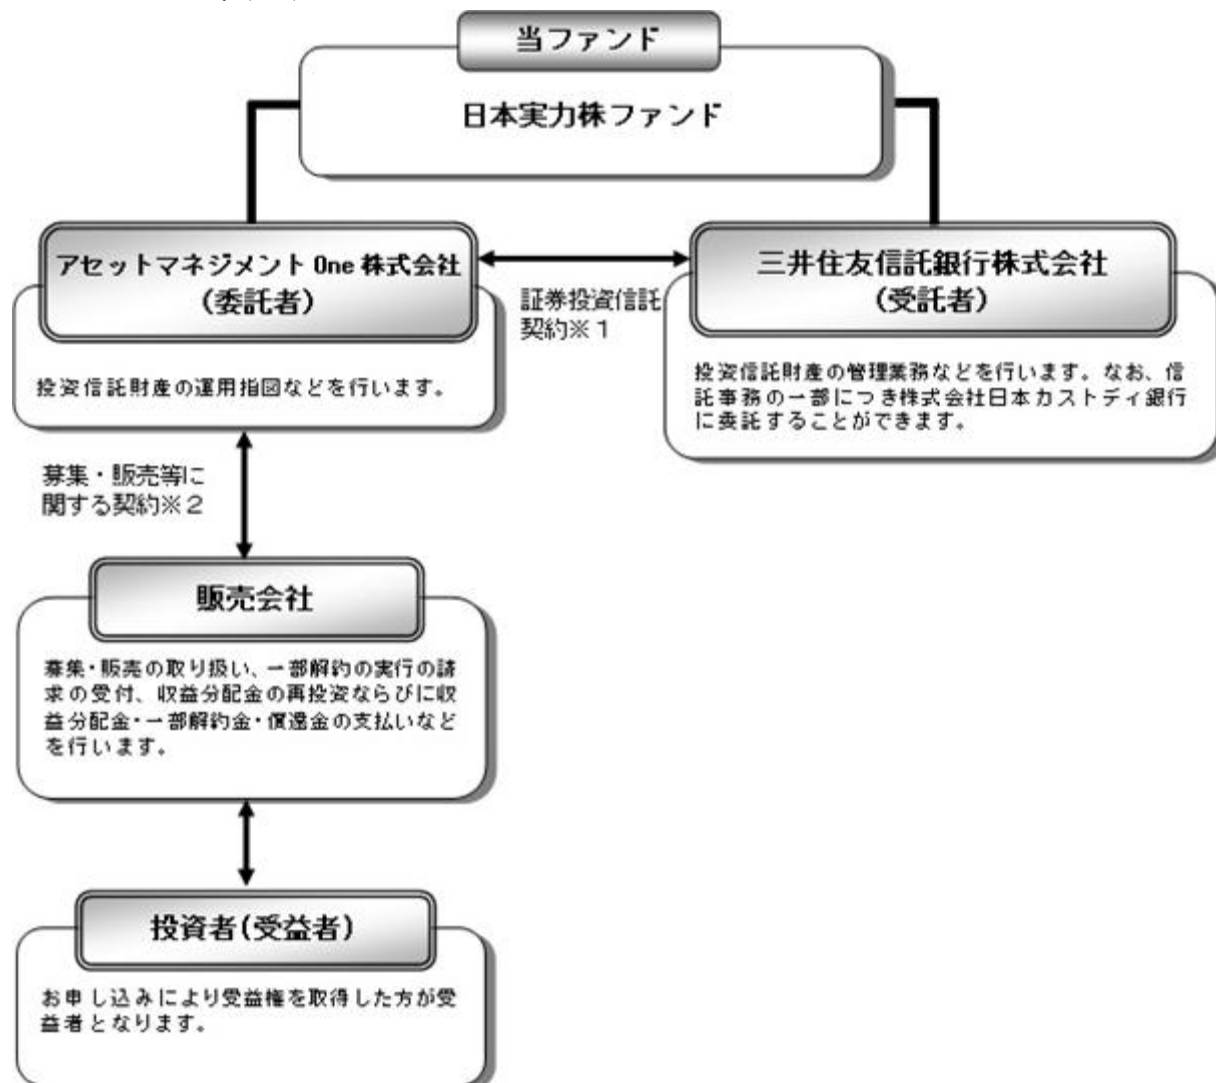 当ファンド
日本実力株ファンド
アセットマネジメント One 株式会社
(委託者)
投資信託財産の運用指図などを行います。
証券投資信託
契約※１
三井住友信託銀行株式会社
(受託者)
投資信託財産の管理業務などを行います。なお、信
託事務の一部につき株式会社日本カストディ銀行
に委託することができます。
募集・販売等に
関する契約※２
販売会社
募集・販売の取り扱い、一部解約の実行の請
求の受付、収益分配金の再投資ならびに収
益分配金・一部解約金・償還金の支払いなど
を行います。
投資者(受益者)
お申し込みにより受益権を取得した方が受
益者となります。